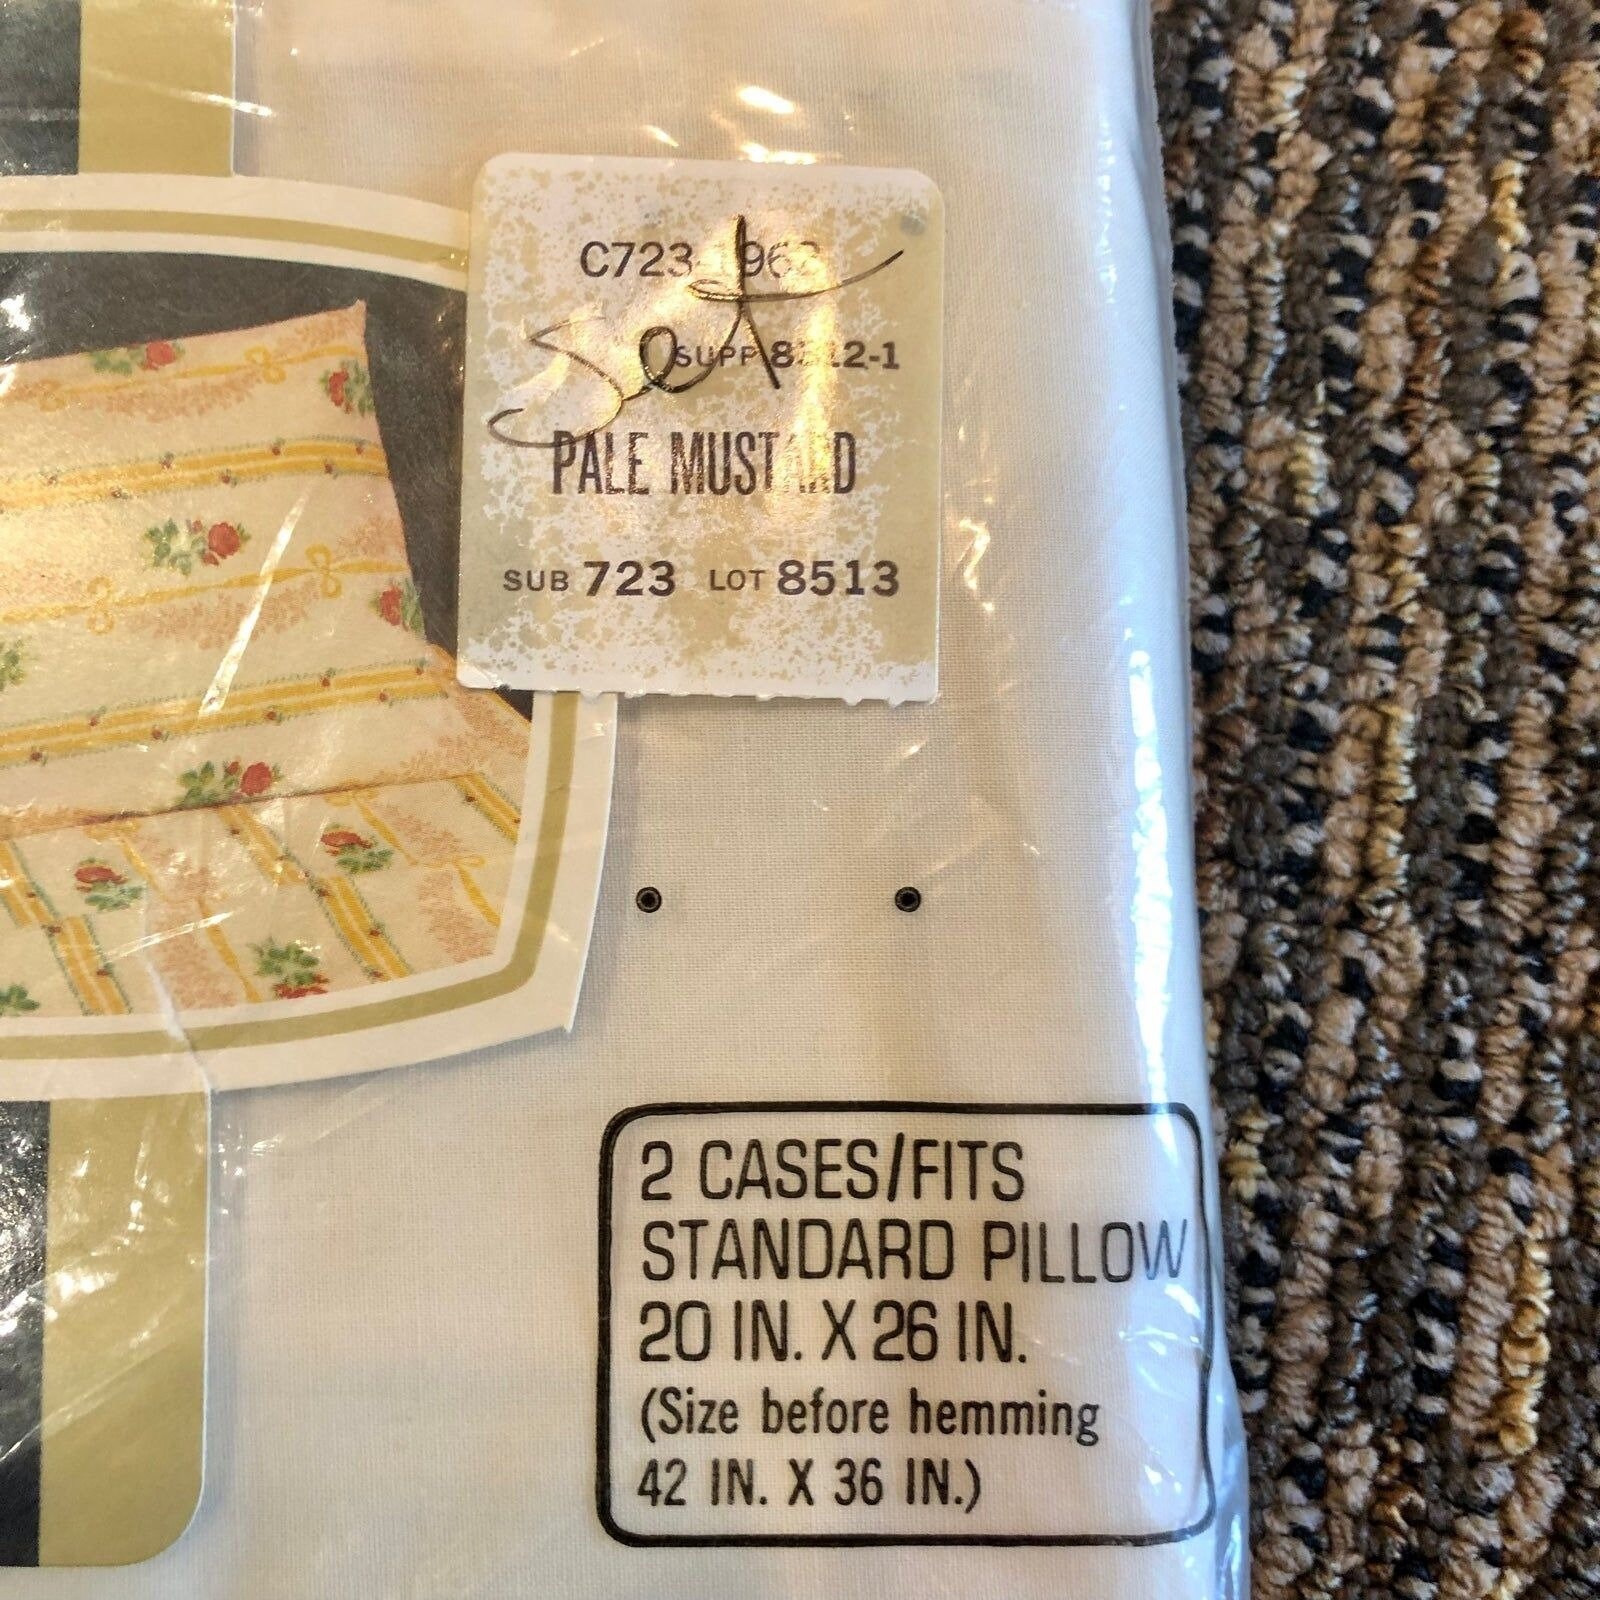 C723
Set
SUPP
PALE MUSTARD
SUB 723 LOT 8513
2 CASES/FITS
STANDARD PILLOW
20 IN. X 26 IN.
(Size before hemming
42 IN. X 36 IN.)